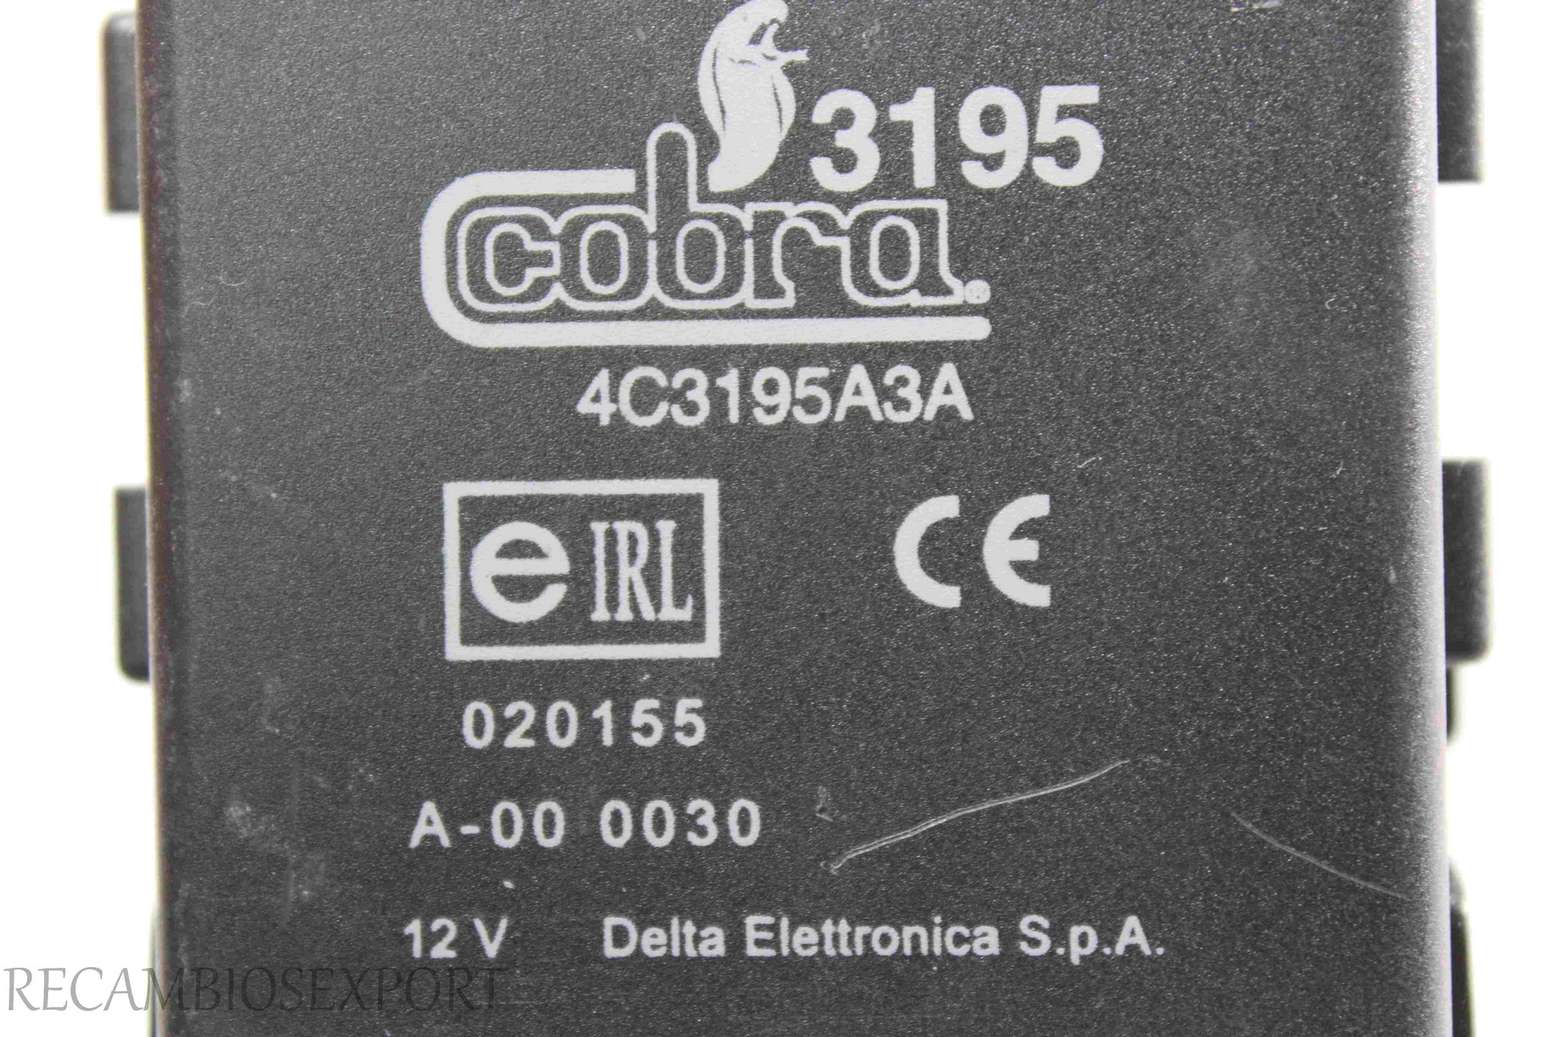 3195
cobra.
4C3195A3A
e IRL CE
020155
A-00 0030
12 V Delta Elettronica S.p.A.
RECAMBIOSEXPORT